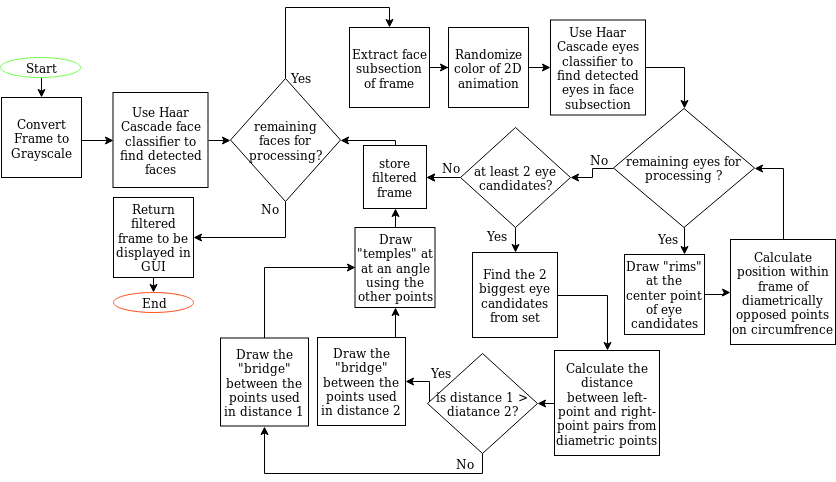 Start
Convert
Frame to
Grayscale
Use Haar
Cascade face
classifier to
find detected
faces
remaining
faces for
processing?
Yes
No
Return
filtered
frame to be
displayed in
GUI
End
Extract face
subsection
of frame
Randomize
color of 2D
animation
Use Haar
Cascade eyes
classifier to
find detected
eyes in face
subsection
remaining eyes for
processing ?
No
Yes
Draw "rims"
at the
center point
of eye
candidates
Calculate
position within
frame of
diametrically
opposed points
on circumfrence
at least 2 eye
candidates?
No
Yes
store
filtered
frame
Find the 2
biggest eye
candidates
from set
Calculate the
distance
between left-
point and right-
point pairs from
diametric points
is distance 1 >
diatance 2?
Yes
No
Draw the
"bridge"
between the
points used
in distance 2
Draw the
"bridge"
between the
points used
in distance 1
Draw
"temples" at
at an angle
using the
other points